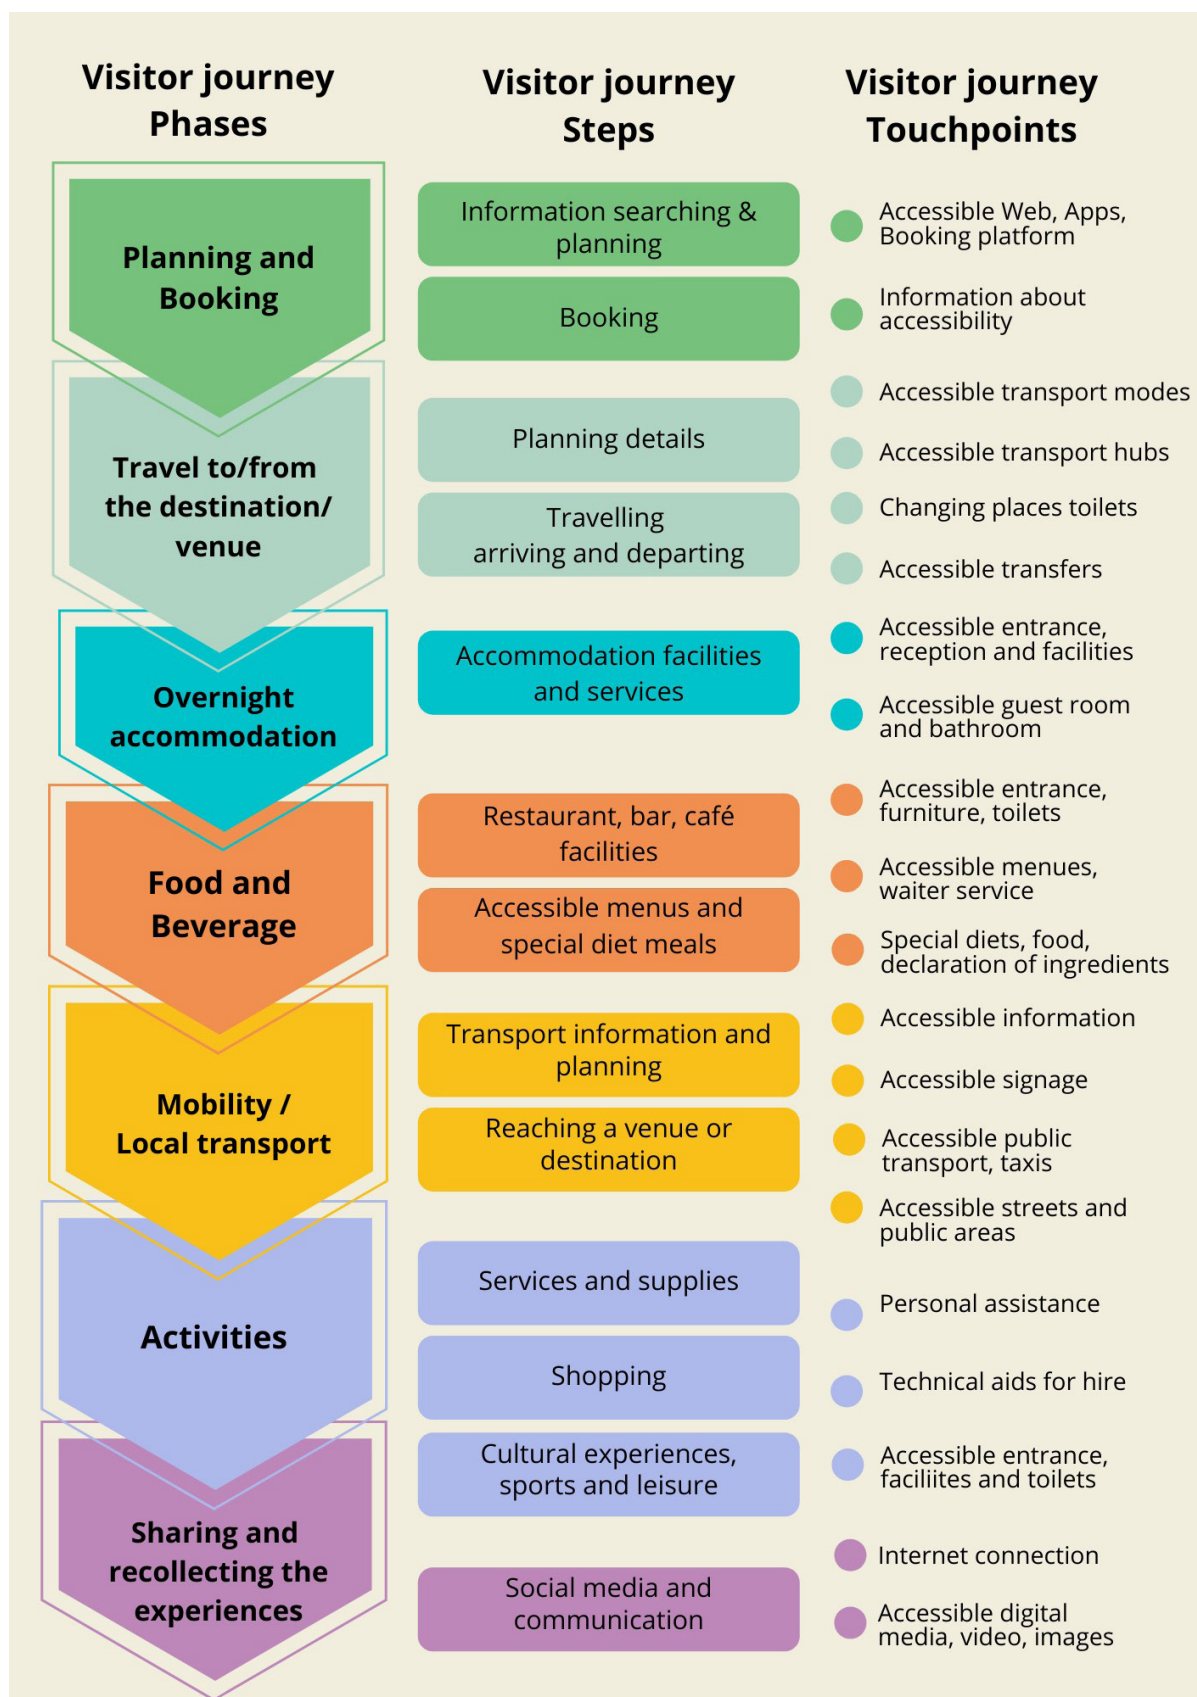 Visitor journey
Phases
Visitor journey
Steps
Visitor journey
Touchpoints
Planning and
Booking
Information searching &
planning
Booking
Accessible Web, Apps,
Booking platform
Information about
accessibility
Travel to/from
the destination/
venue
Planning details
Travelling
arriving and departing
Accessible transport modes
Accessible transport hubs
Changing places toilets
Accessible transfers
Overnight
accommodation
Accommodation facilities
and services
Accessible entrance,
reception and facilities
Accessible guest room
and bathroom
Food and
Beverage
Restaurant, bar, café
facilities
Accessible menus and
special diet meals
Accessible entrance,
furniture, toilets
Accessible menues,
waiter service
Special diets, food,
declaration of ingredients
Mobility /
Local transport
Transport information and
planning
Reaching a venue or
destination
Accessible information
Accessible signage
Accessible public
transport, taxis
Accessible streets and
public areas
Activities
Services and supplies
Shopping
Cultural experiences,
sports and leisure
Personal assistance
Technical aids for hire
Accessible entrance,
faciliites and toilets
Sharing and
recollecting the
experiences
Social media and
communication
Internet connection
Accessible digital
media, video, images